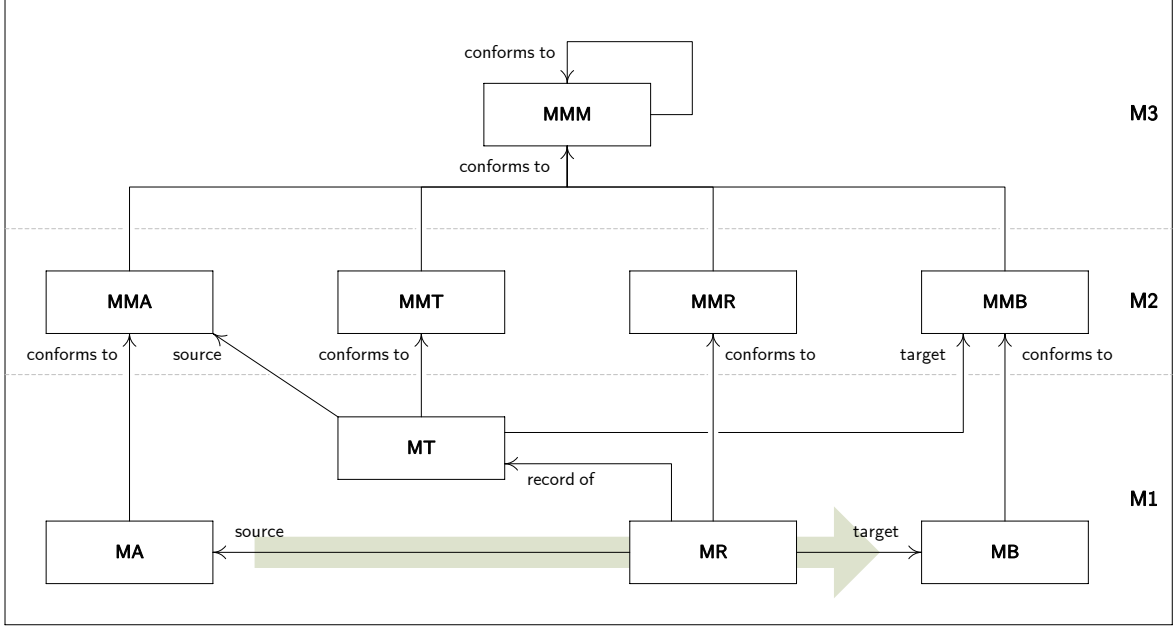 conforms to
MMM
M3
conforms to
MMA
MMT
MMR
MMB
M2
conforms to
source
conforms to
conforms to
target
conforms to
MT
record of
M1
source
target
MA
MR
MB